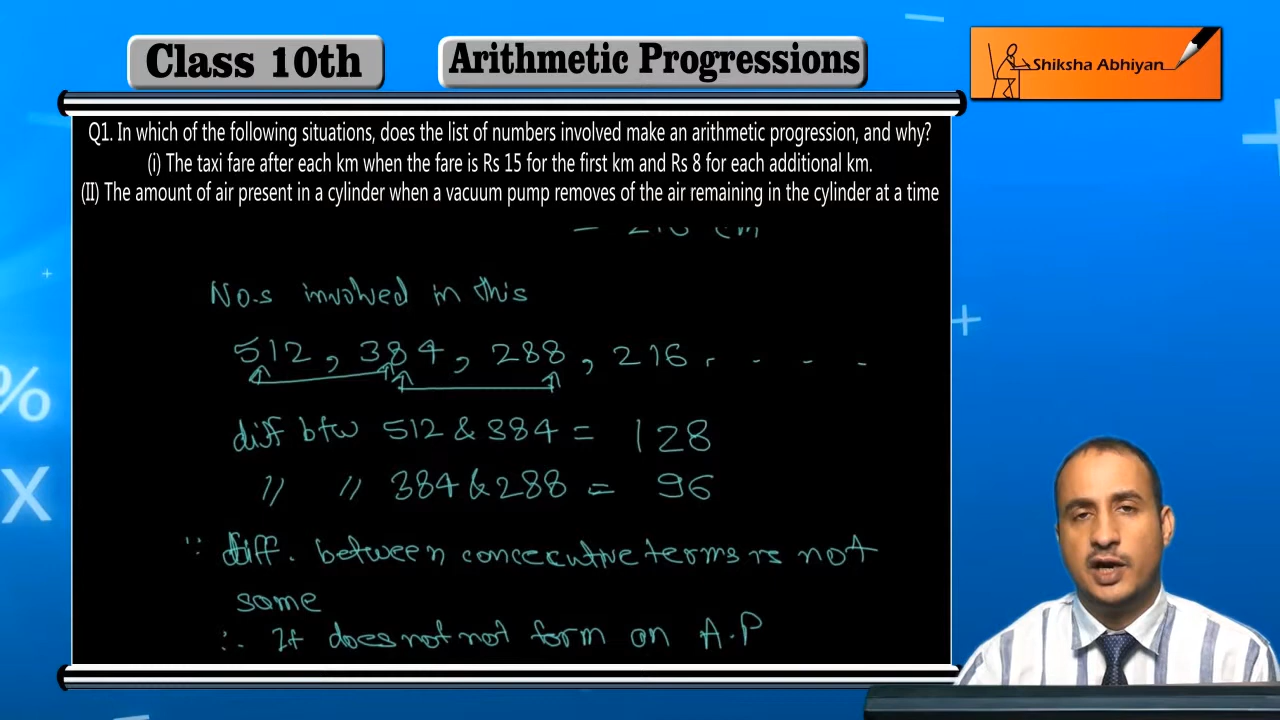 Class 10th
Arithmetic Progressions
Shiksha Abhiyan
Q1. In which of the following situations, does the list of numbers involved make an arithmetic progression, and why?
(i) The taxi fare after each km when the fare is Rs 15 for the first km and Rs 8 for each additional km.
(II) The amount of air present in a cylinder when a vacuum pump removes of the air remaining in the cylinder at a time
No.s involved in this
512, 384, 288, 216. . . .
diff btw 512 & 384 = 128
// // 384 & 288 = 96
∵ diff. between concecutive terms is not
same
∴ It does not not form an A.P
%
X